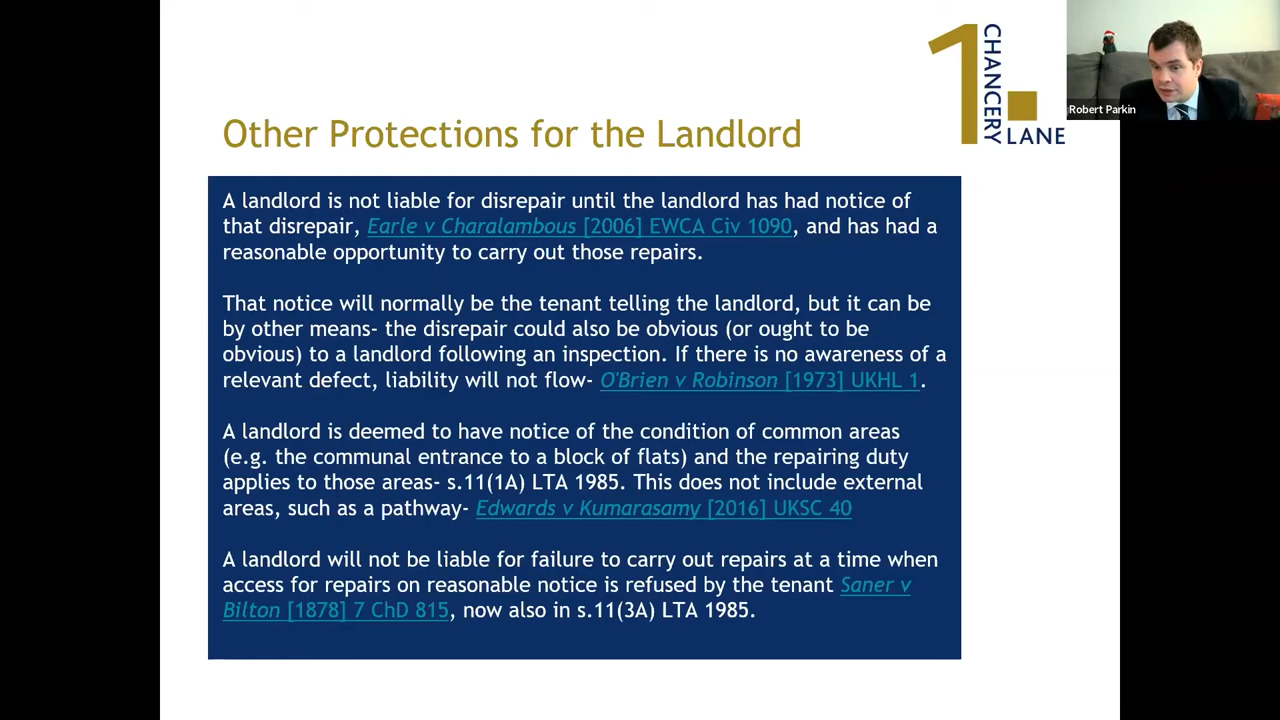 1 CHANCERY LANE
Robert Parkin
Other Protections for the Landlord
A landlord is not liable for disrepair until the landlord has had notice of
that disrepair, Earle v Charalambous [2006] EWCA Civ 1090, and has had a
reasonable opportunity to carry out those repairs.
That notice will normally be the tenant telling the landlord, but it can be
by other means- the disrepair could also be obvious (or ought to be
obvious) to a landlord following an inspection. If there is no awareness of a
relevant defect, liability will not flow- O'Brien v Robinson [1973] UKHL 1.
A landlord is deemed to have notice of the condition of common areas
(e.g. the communal entrance to a block of flats) and the repairing duty
applies to those areas- s.11(1A) LTA 1985. This does not include external
areas, such as a pathway- Edwards v Kumarasamy [2016] UKSC 40
A landlord will not be liable for failure to carry out repairs at a time when
access for repairs on reasonable notice is refused by the tenant Saner v
Bilton [1878] 7 ChD 815, now also in s.11(3A) LTA 1985.